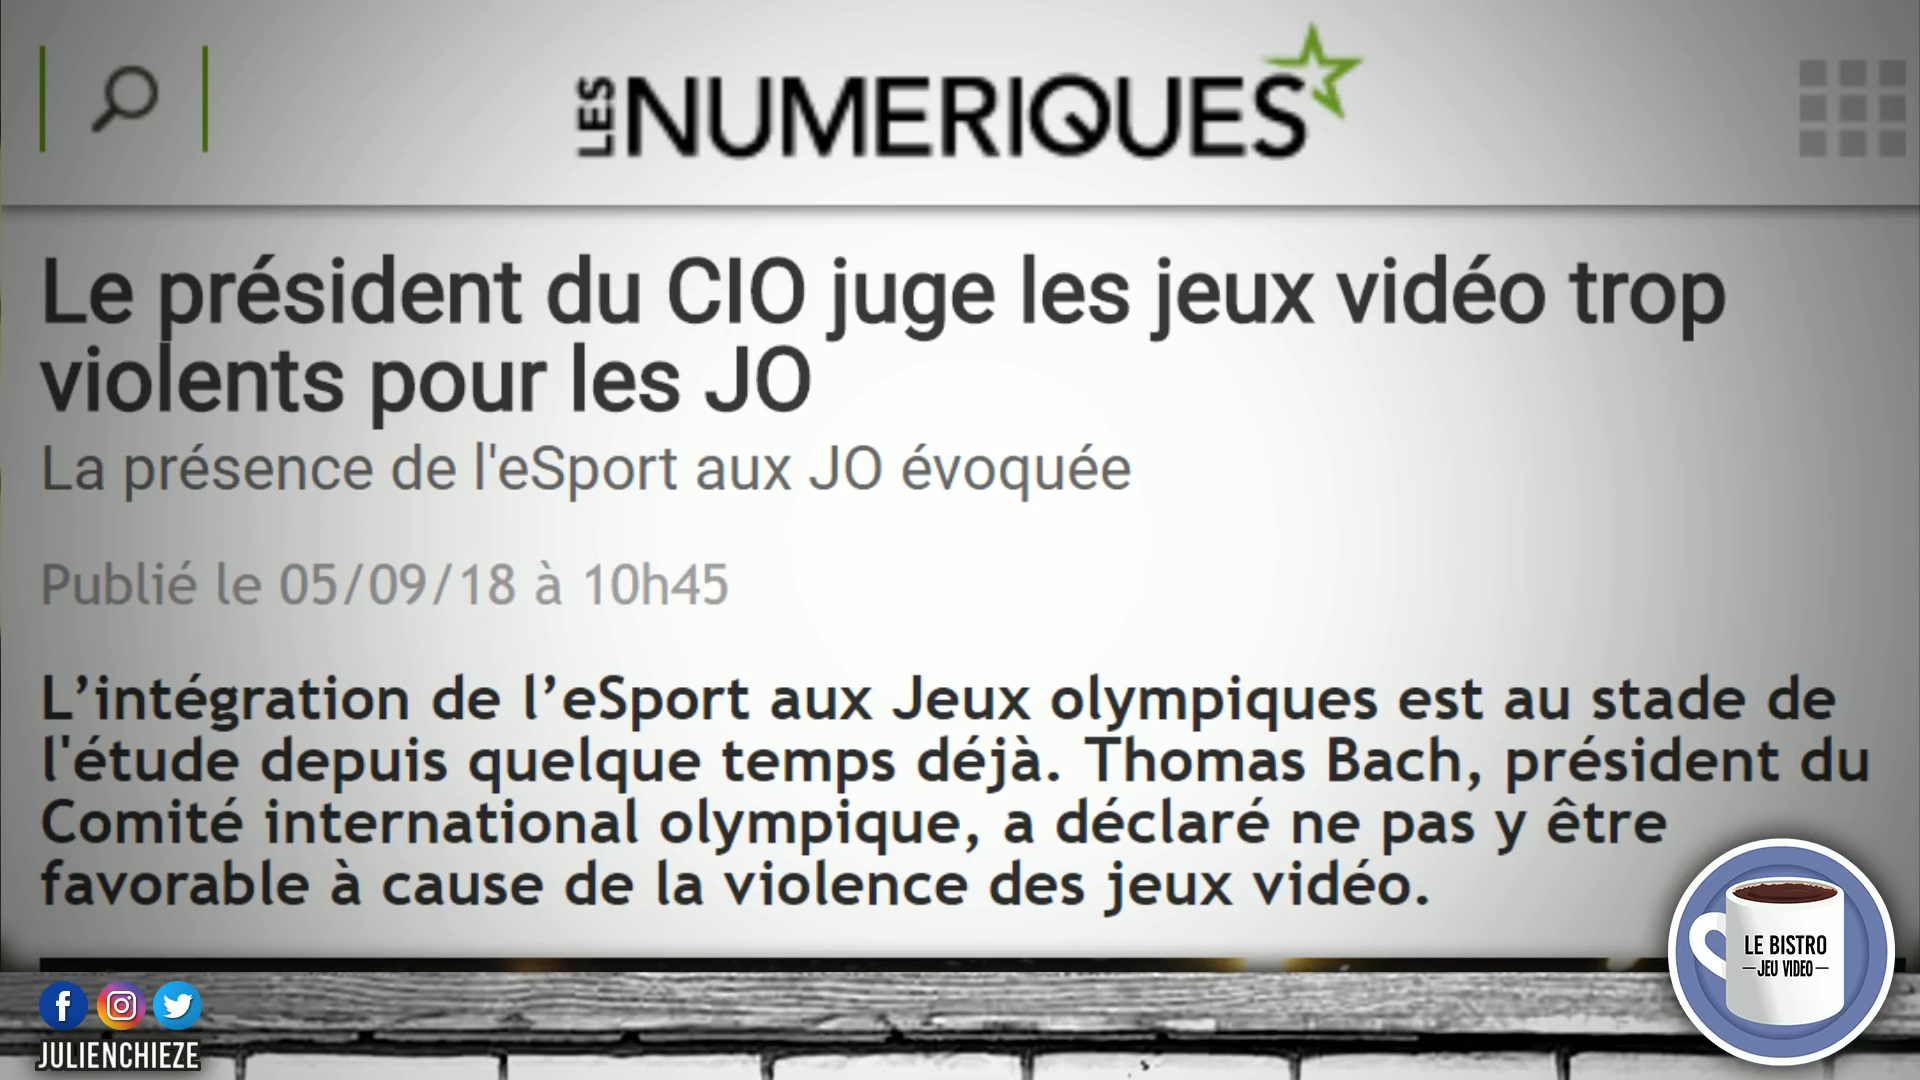 LES NUMERIQUES
Le président du CIO juge les jeux vidéo trop
violents pour les JO
La présence de l'eSport aux JO évoquée
Publié le 05/09/18 à 10h45
L’intégration de l’eSport aux Jeux olympiques est au stade de
l'étude depuis quelque temps déjà. Thomas Bach, président du
Comité international olympique, a déclaré ne pas y être
favorable à cause de la violence des jeux vidéo.
LE BISTRO
—JEU VIDEO—
JULIENCHIEZE